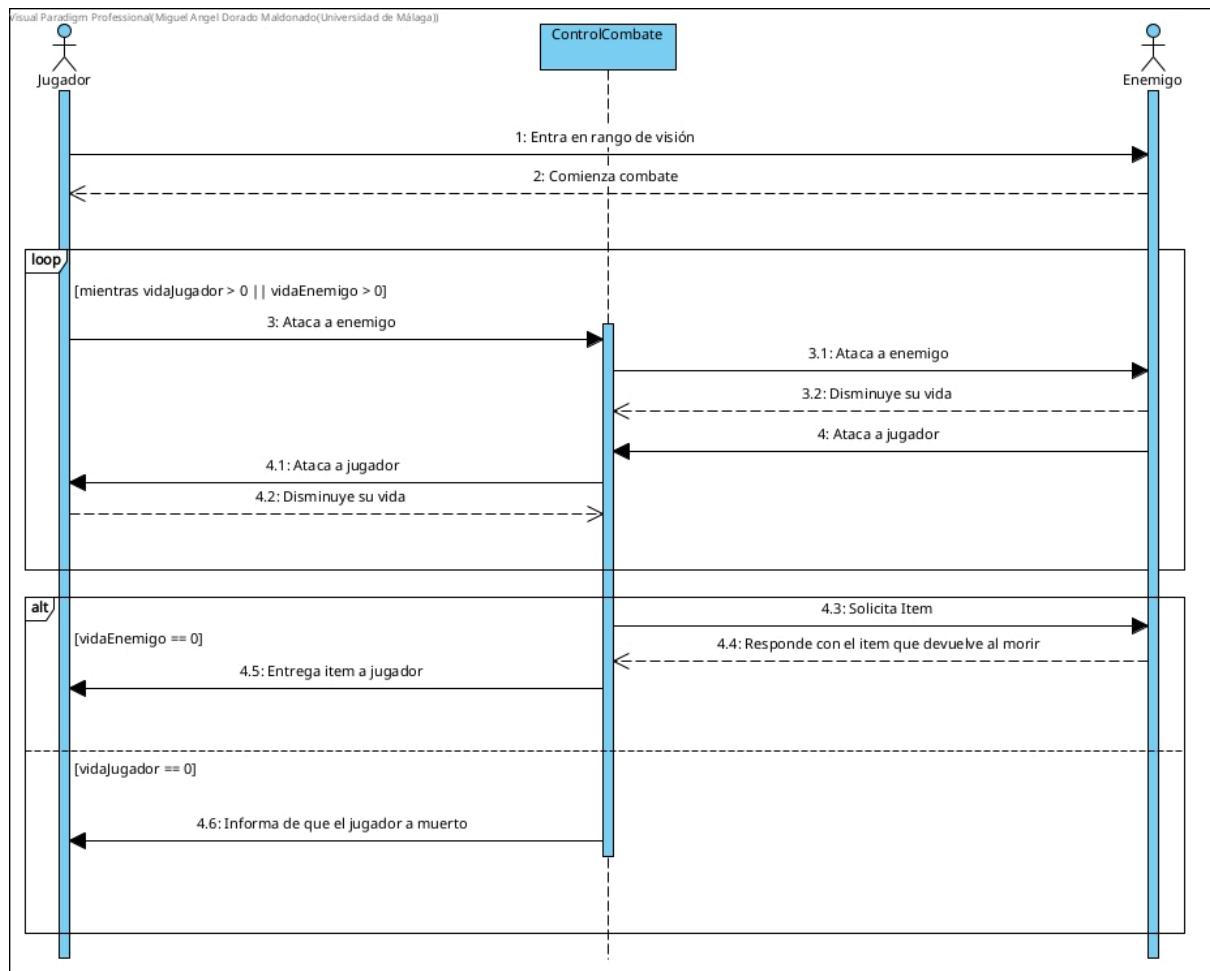 Visual Paradigm Professional(Miguel Angel Dorado Maldonado(Universidad de Málaga))
ControlCombate
Jugador
Enemigo
1: Entra en rango de visión
2: Comienza combate
loop
[mientras vidaJugador > 0 || vidaEnemigo > 0]
3: Ataca a enemigo
3.1: Ataca a enemigo
3.2: Disminuye su vida
4: Ataca a jugador
4.1: Ataca a jugador
4.2: Disminuye su vida
alt
4.3: Solicita Item
[vidaEnemigo == 0]
4.4: Responde con el item que devuelve al morir
4.5: Entrega item a jugador
[vidaJugador == 0]
4.6: Informa de que el jugador a muerto